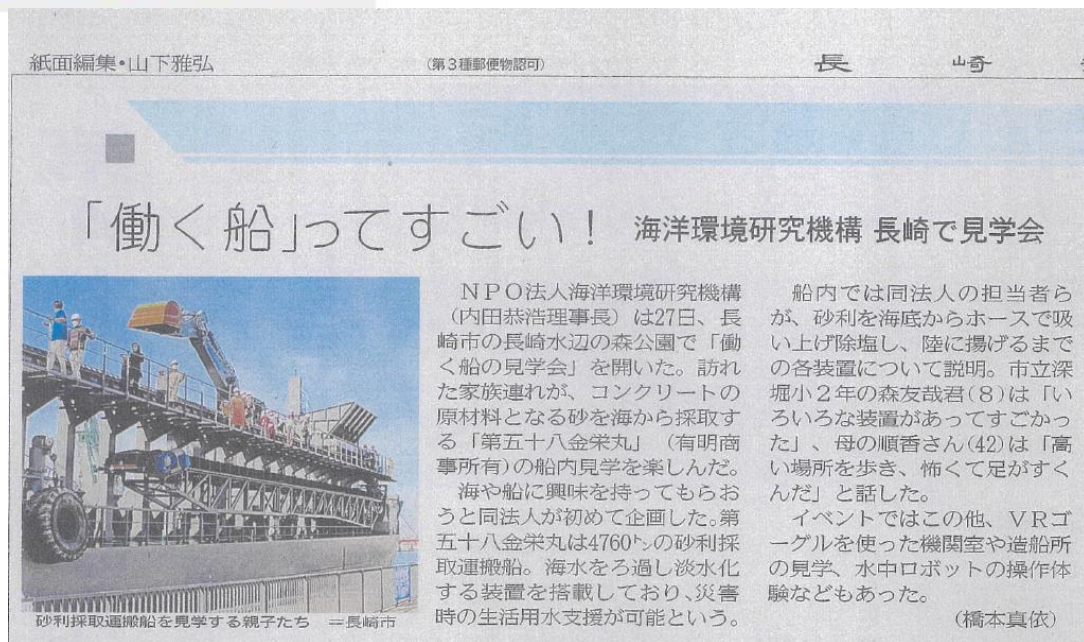 紙面編集・山下雅弘
(第3種郵便物認可)
長崎
「働く船」ってすごい！ 海洋環境研究機構 長崎で見学会
NPO法人海洋環境研究機構
（内田恭浩理事長）は27日、長
崎市の長崎水辺の森公園で「働
く船の見学会」を開いた。訪れ
た家族連れが、コンクリートの
原材料となる砂を海から採取す
る「第五十八金栄丸」（有明商
事所有)の船内見学を楽しんだ。
海や船に興味を持ってもらお
うと同法人が初めて企画した。第
五十八金栄丸は4760㌧の砂利採
取運搬船。海水をろ過し淡水化
する装置を搭載しており、災害
時の生活用水支援が可能という。
船内では同法人の担当者ら
が、砂利を海底からホースで吸
い上げ除塩し、陸に揚げるまで
の各装置について説明。市立深
堀小２年の森友哉君(８)は「い
ろいろな装置があってすごかっ
た」、母の順香さん(42)は「高
い場所を歩き、怖くて足がすく
んだ」と話した。
イベントではこの他、ＶＲゴ
ーグルを使った機関室や造船所
の見学、水中ロボットの操作体
験などもあった。
（橋本真依）
砂利採取運搬船を見学する親子たち ＝長崎市